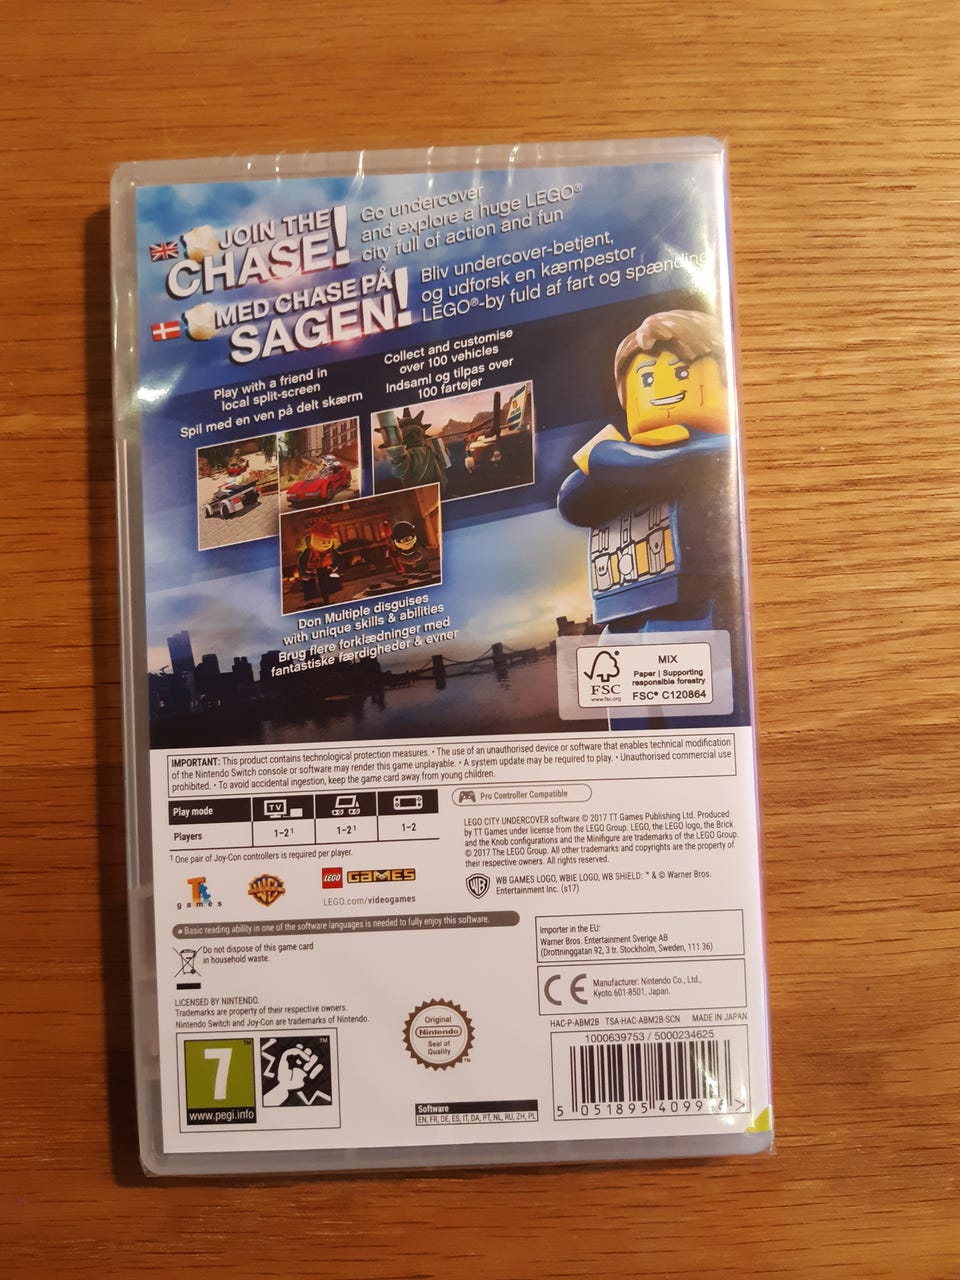 JOIN THE
CHASE!
Go undercover
and explore a huge LEGO®
city full of action and fun
MED CHASE PÅ
SAGEN!
Bliv undercover-betjent,
og udforsk en kæmpestor
LEGO®-by fuld af fart og spænding
Play with a friend in
local split-screen
Spil med en ven på delt skærm
Collect and customise
over 100 vehicles
Indsaml og tilpas over
100 fartøjer
Don Multiple disguises
with unique skills & abilities
Brug flere forklædninger med
fantastiske færdigheder & evner
FSC
www.fsc.org
MIX
Paper | Supporting
responsible forestry
FSC® C120864
IMPORTANT: This product contains technological protection measures. • The use of an unauthorised device or software that enables technical modification
of the Nintendo Switch console or software may render this game unplayable. • A system update may be required to play. • Unauthorised commercial use
prohibited. • To avoid accidental ingestion, keep the game card away from young children.
Play mode
TV
Players
1-2¹
1-2¹
1-2
¹ One pair of Joy-Con controllers is required per player.
Pro Controller Compatible
LEGO CITY UNDERCOVER software © 2017 TT Games Publishing Ltd. Produced
by TT Games under license from the LEGO Group. LEGO, the LEGO logo, the Brick
and the Knob configurations and the Minifigure are trademarks of the LEGO Group.
© 2017 The LEGO Group. All other trademarks and copyrights are the property of
their respective owners. All rights reserved.
WB GAMES LOGO, WBIE LOGO, WB SHIELD: ™ & © Warner Bros.
Entertainment Inc. (s17)
TT
games
WB
LEGO GAMES
LEGO.com/videogames
• Basic reading ability in one of the software languages is needed to fully enjoy this software.
Do not dispose of this game card
in household waste.
Importer in the EU:
Warner Bros. Entertainment Sverige AB
(Drottninggatan 92, 3 tr. Stockholm, Sweden, 111 36)
CE
Manufacturer: Nintendo Co., Ltd.,
Kyoto 601-8501, Japan.
LICENSED BY NINTENDO.
Trademarks are property of their respective owners.
Nintendo Switch and Joy-Con are trademarks of Nintendo.
HAC-P-ABM2B TSA-HAC-ABM2B-SCN MADE IN JAPAN
1000639753 / 5000234625
7
www.pegi.info
Original
Nintendo
Seal of
Quality
Software
EN, FR, DE, ES, IT, DA, PT, NL, RU, ZH, PL
5 051895 4099